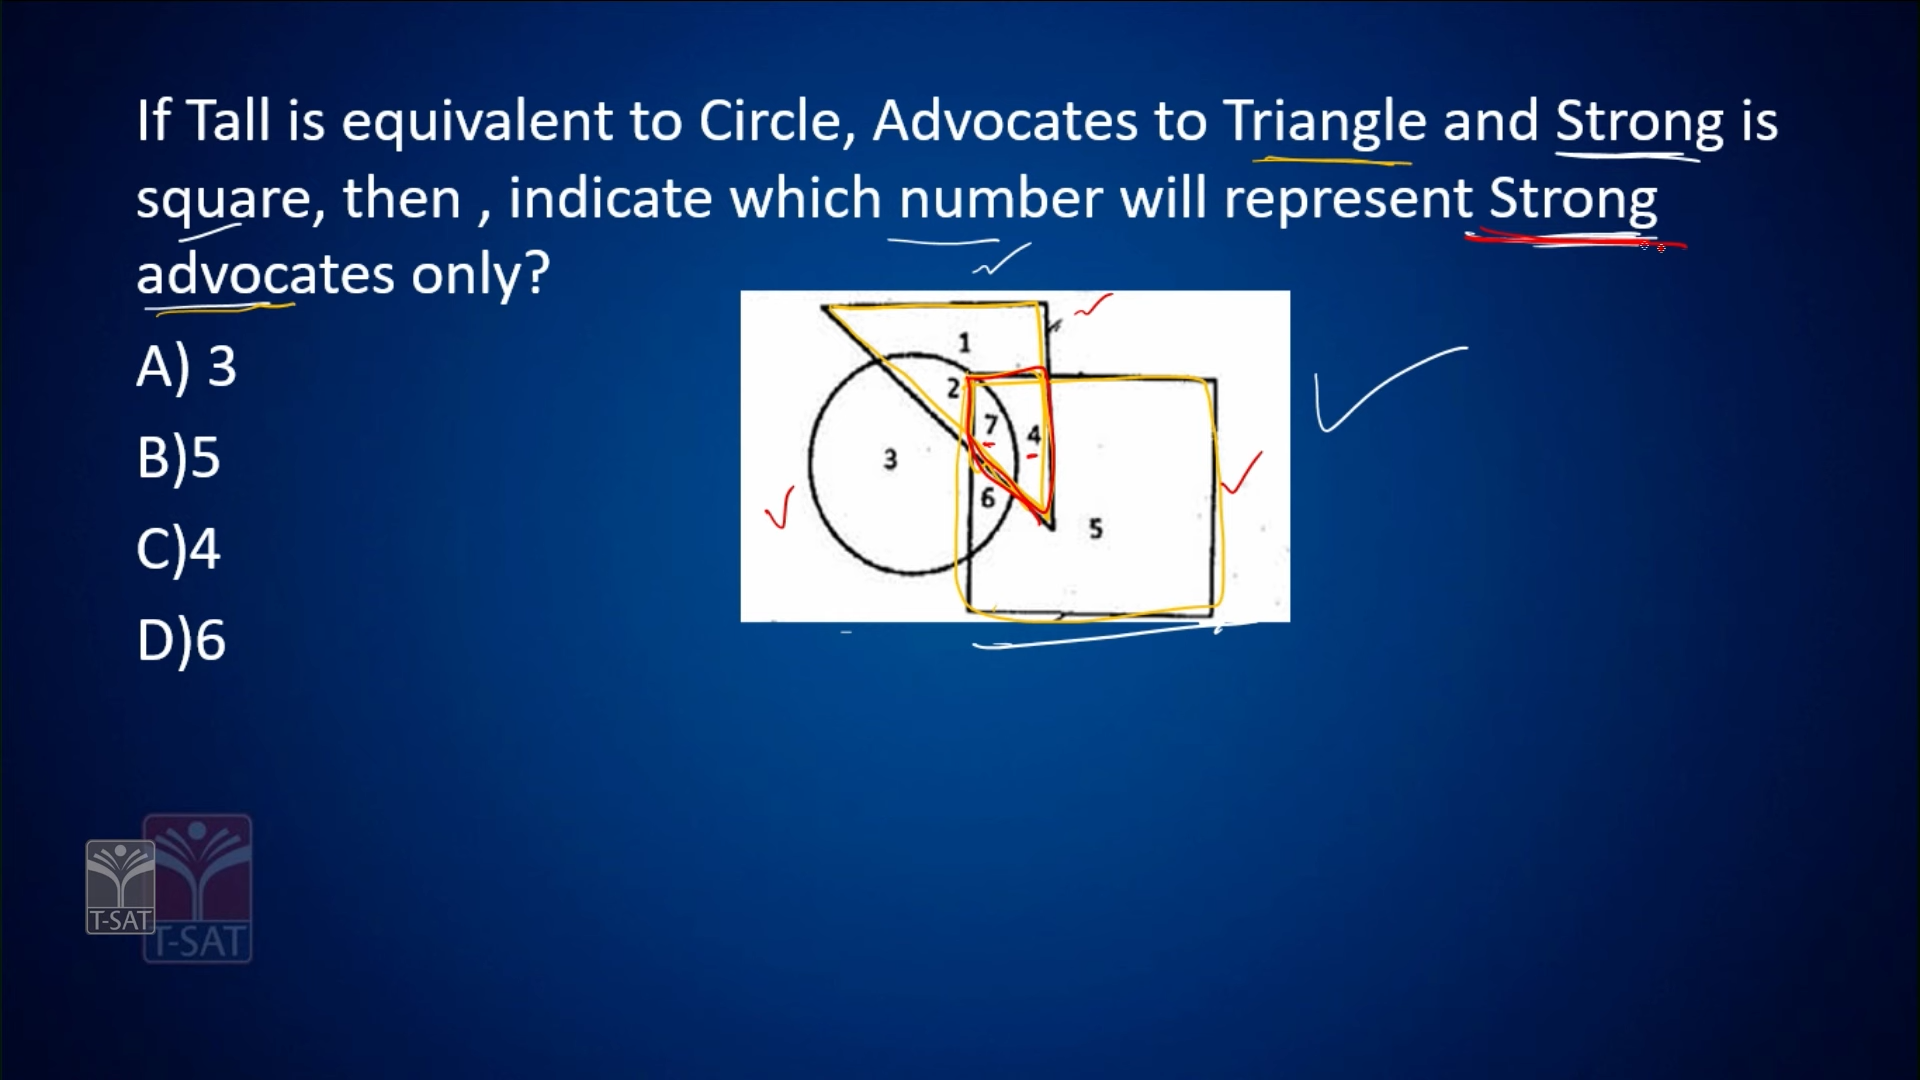 If Tall is equivalent to Circle, Advocates to Triangle and Strong is
square, then , indicate which number will represent Strong
advocates only?
A) 3
B)5
C)4
D)6
1
2
7
4
3
6
5
T-SAT
T-SAT